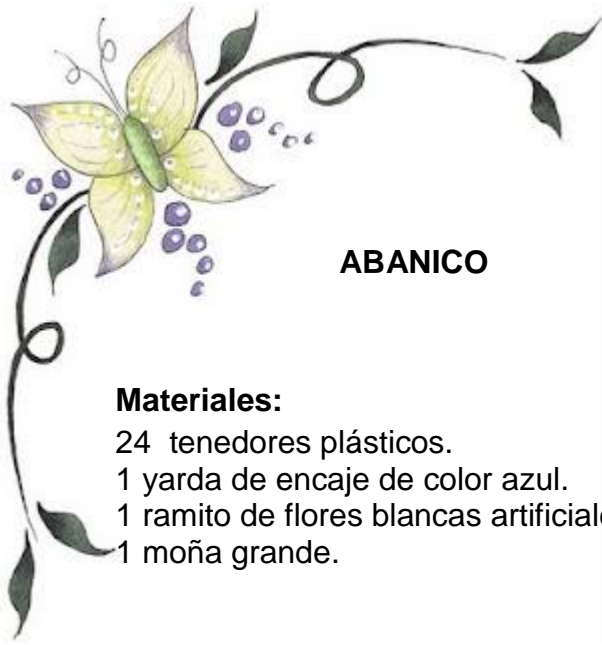 ABANICO
Materiales:
24 tenedores plásticos.
1 yarda de encaje de color azul.
1 ramito de flores blancas
1 moña grande.